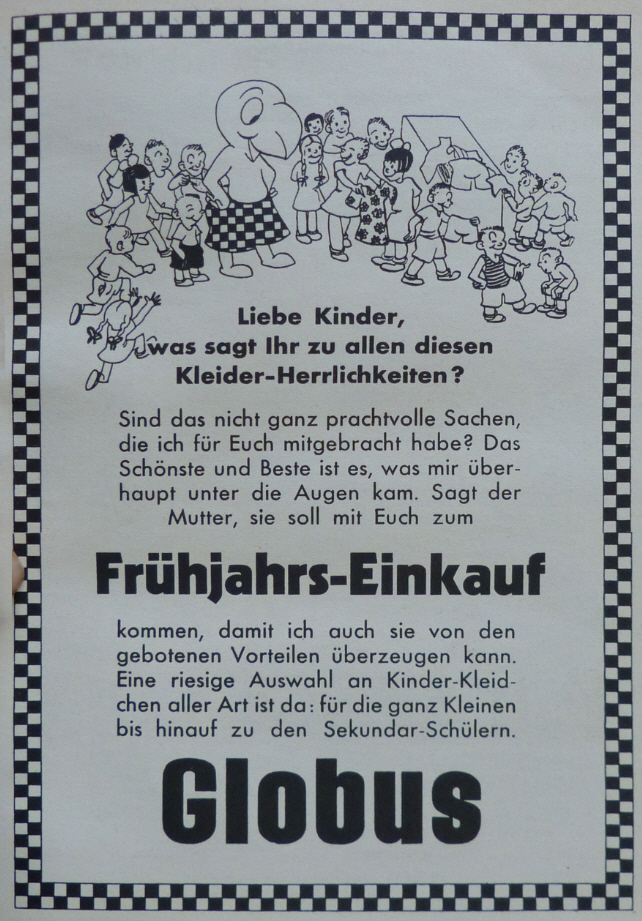 Liebe Kinder,
was sagt Ihr zu allen diesen
Kleider-Herrlichkeiten?
Sind das nicht ganz prachtvolle Sachen,
die ich für Euch mitgebracht habe? Das
Schönste und Beste ist es, was mir über-
haupt unter die Augen kam. Sagt der
Mutter, sie soll mit Euch zum
Frühjahrs-Einkauf
kommen, damit ich auch sie von den
gebotenen Vorteilen überzeugen kann.
Eine riesige Auswahl an Kinder-Kleid-
chen aller Art ist da: für die ganz Kleinen
bis hinauf zu den Sekundar-Schülern.
Globus